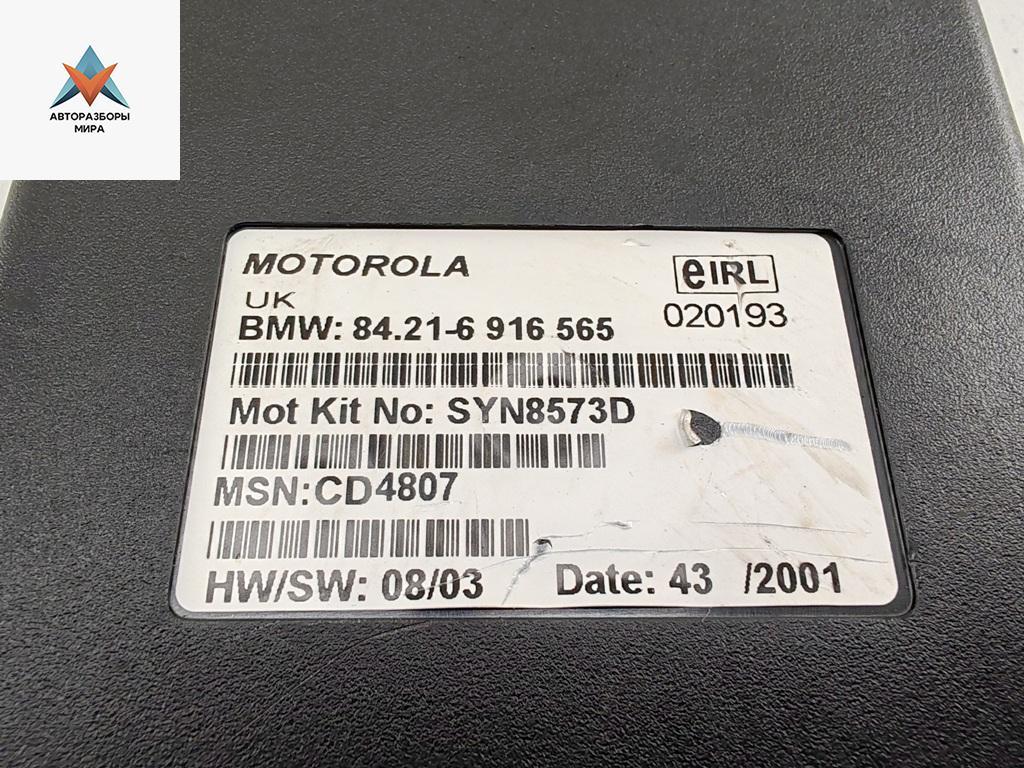 АВТОРАЗБОРЫ
МИРА
MOTOROLA
e IRL
UK
020193
BMW: 84.21-6 916 565
Mot Kit No: SYN8573D
MSN:CD4807
HW/SW: 08/03 Date: 43 /2001